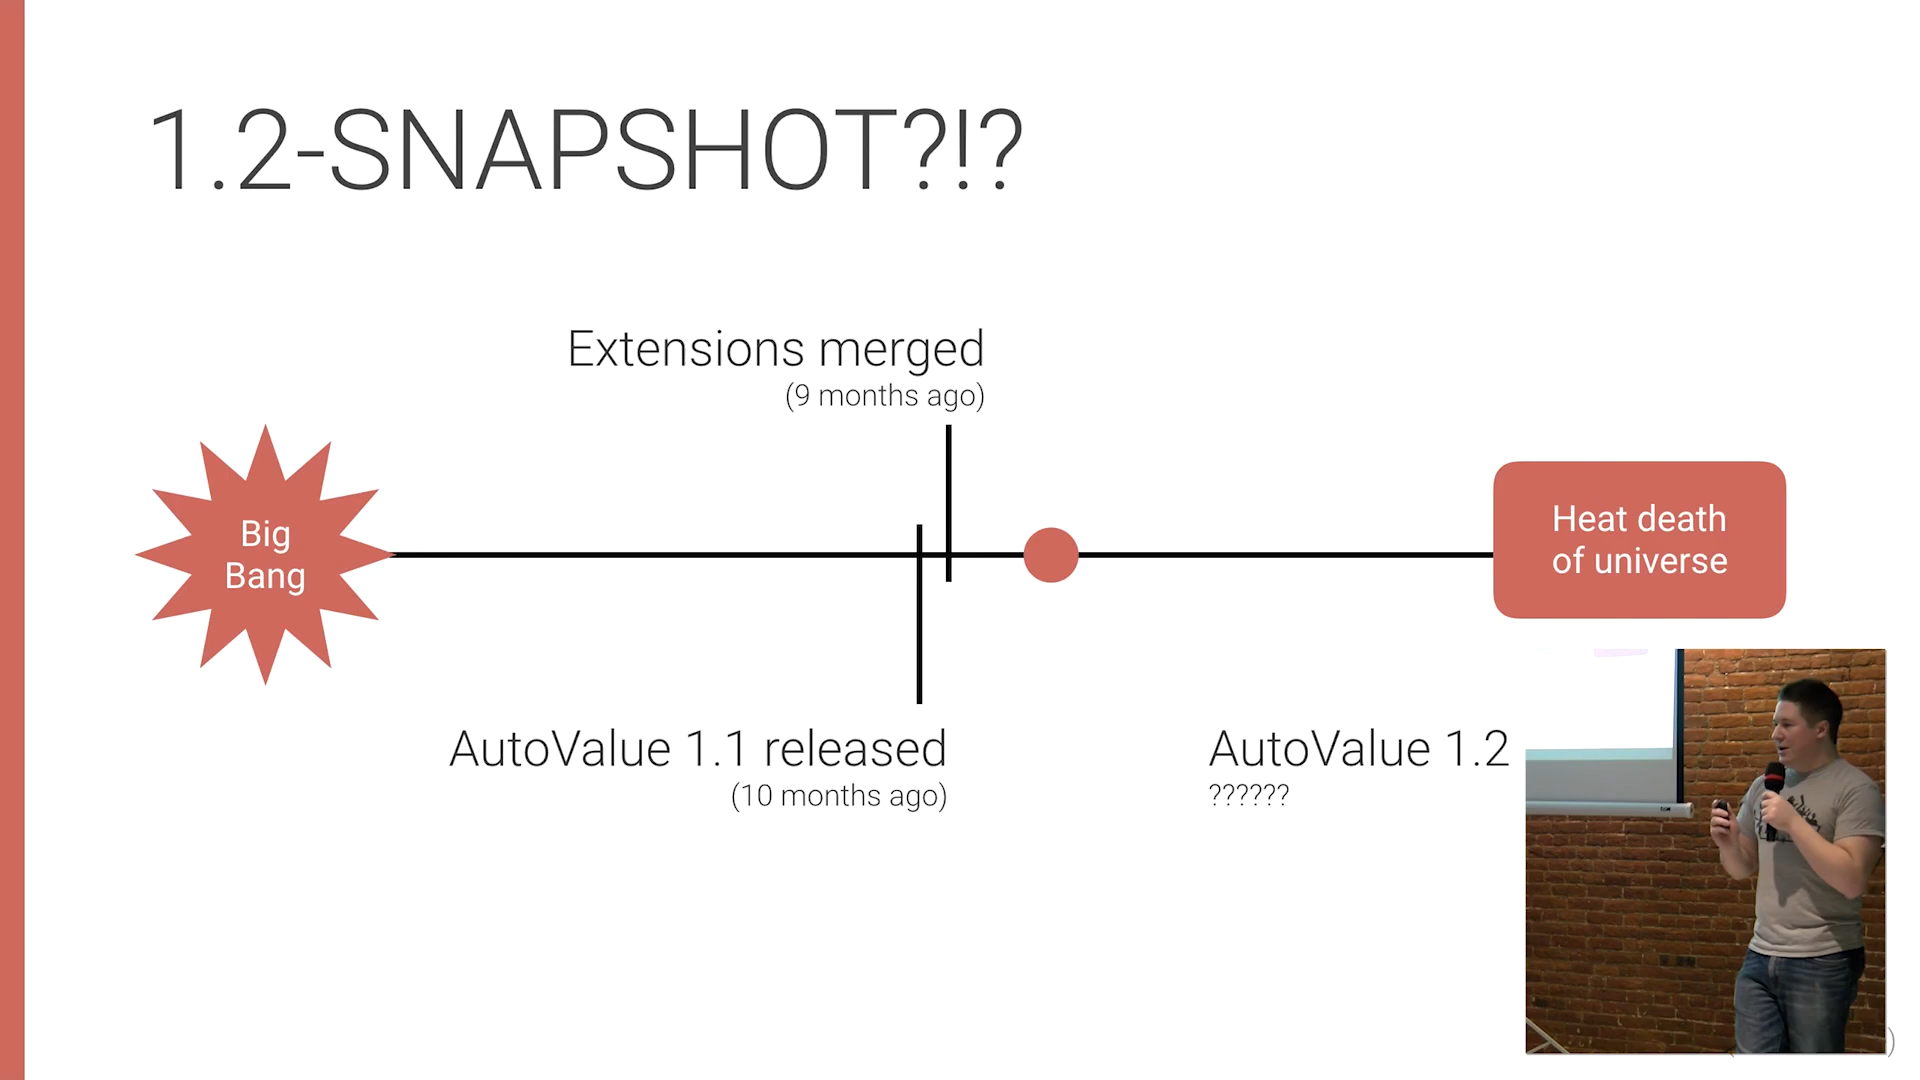 1.2-SNAPSHOT?!?
Extensions merged
(9 months ago)
Big
Bang
Heat death
of universe
AutoValue 1.1 released
(10 months ago)
AutoValue 1.2
??????
)